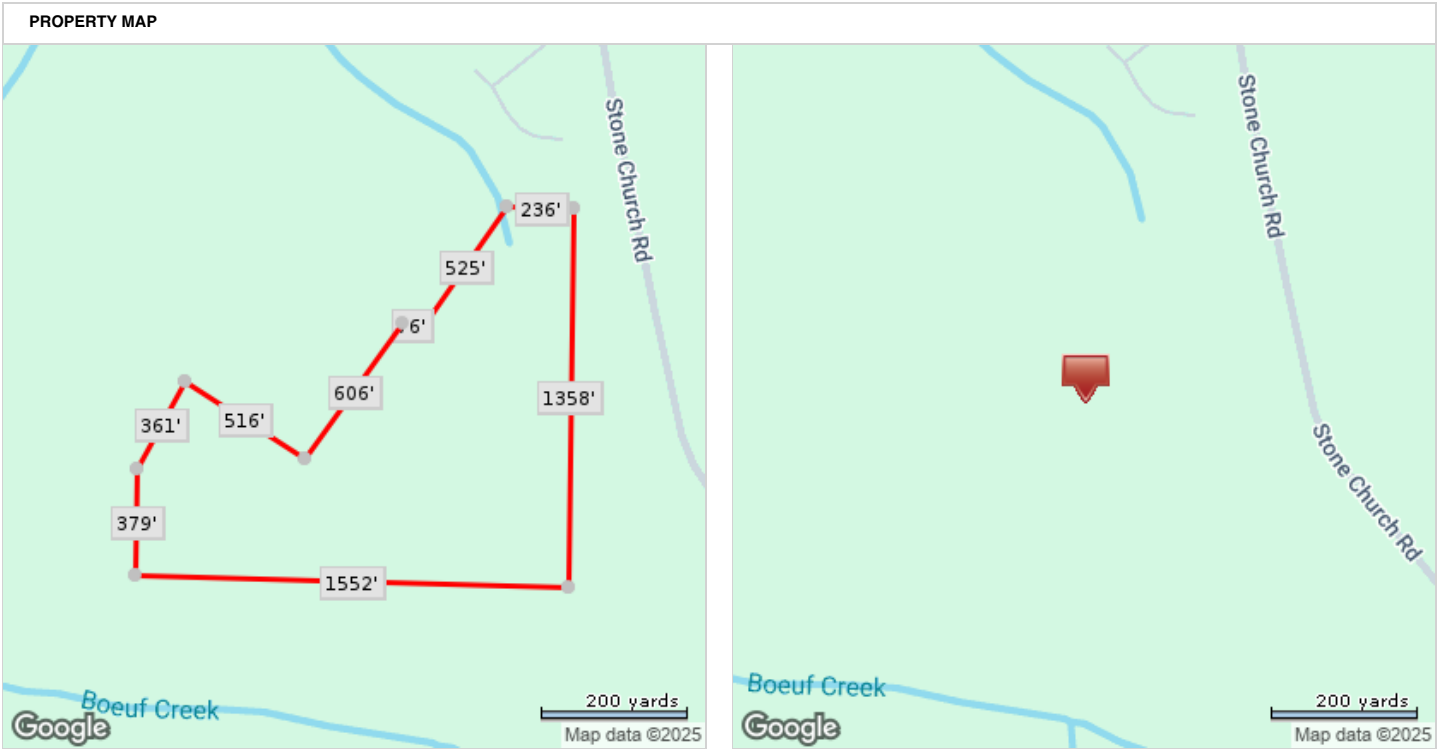 PROPERTY MAP
Stone Church Rd
236'
525'
6'
606'
1358'
361'
516'
379'
1552'
Boeuf Creek
200 yards
Google
Map data ©2025
Stone Church Rd
Stone Church Rd
Boeuf Creek
200 yards
Google
Map data ©2025